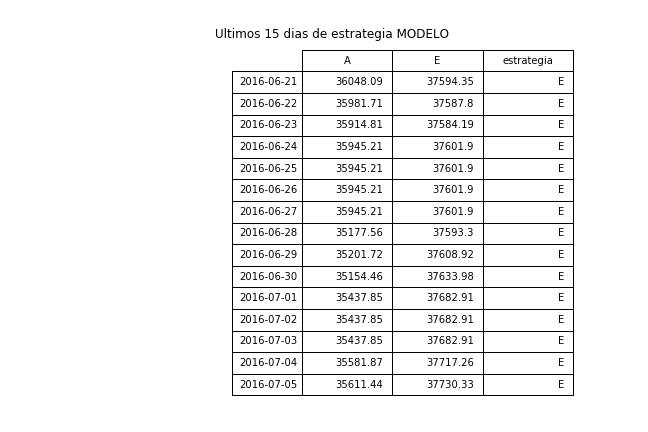 Ultimos 15 dias de estrategia MODELO
A E estrategia
2016-06-21 36048.09 37594.35 E
2016-06-22 35981.71 37587.8 E
2016-06-23 35914.81 37584.19 E
2016-06-24 35945.21 37601.9 E
2016-06-25 35945.21 37601.9 E
2016-06-26 35945.21 37601.9 E
2016-06-27 35945.21 37601.9 E
2016-06-28 35177.56 37593.3 E
2016-06-29 35201.72 37608.92 E
2016-06-30 35154.46 37633.98 E
2016-07-01 35437.85 37682.91 E
2016-07-02 35437.85 37682.91 E
2016-07-03 35437.85 37682.91 E
2016-07-04 35581.87 37717.26 E
2016-07-05 35611.44 37730.33 E